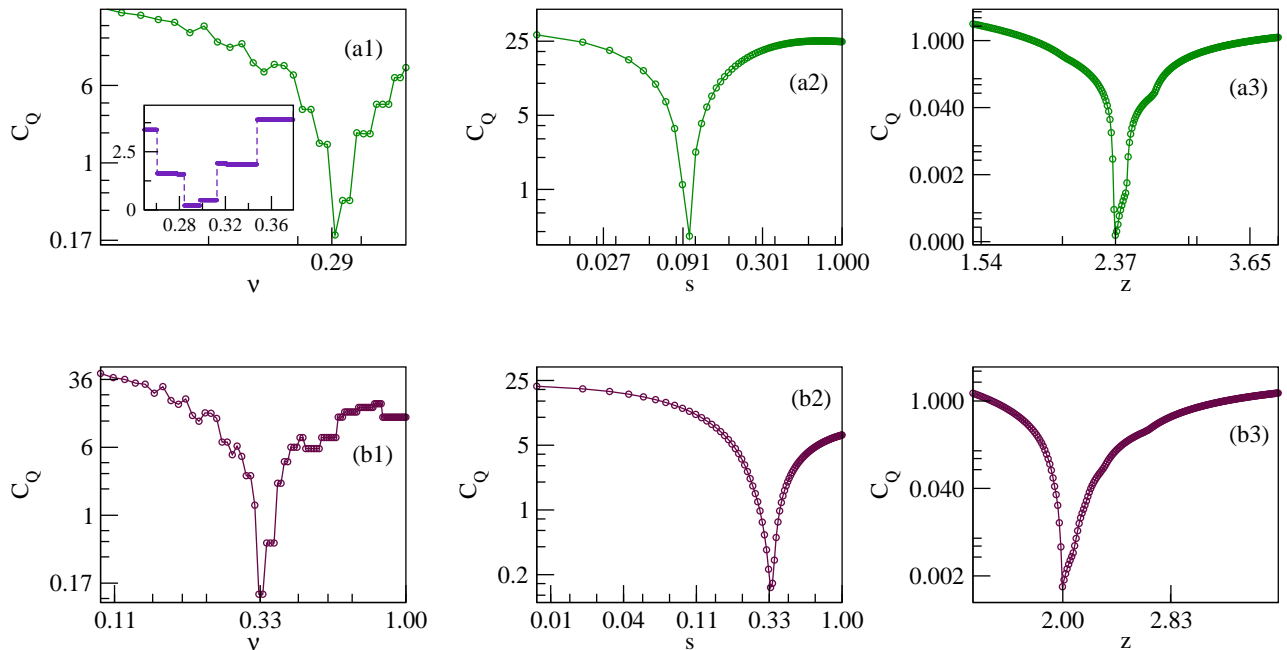 (a1)
C_Q
6
1
0.17
2.5
0
0.28 0.32 0.36
0.29
ν
(a2)
C_Q
25
5
1
0.027 0.091 0.301 1.000
s
(a3)
C_Q
1.000
0.040
0.002
0.000
1.54 2.37 3.65
z
(b1)
C_Q
36
6
1
0.17
0.11 0.33 1.00
ν
(b2)
C_Q
25
5
1
0.2
0.01 0.04 0.11 0.33 1.00
s
(b3)
C_Q
1.000
0.040
0.002
2.00 2.83
z